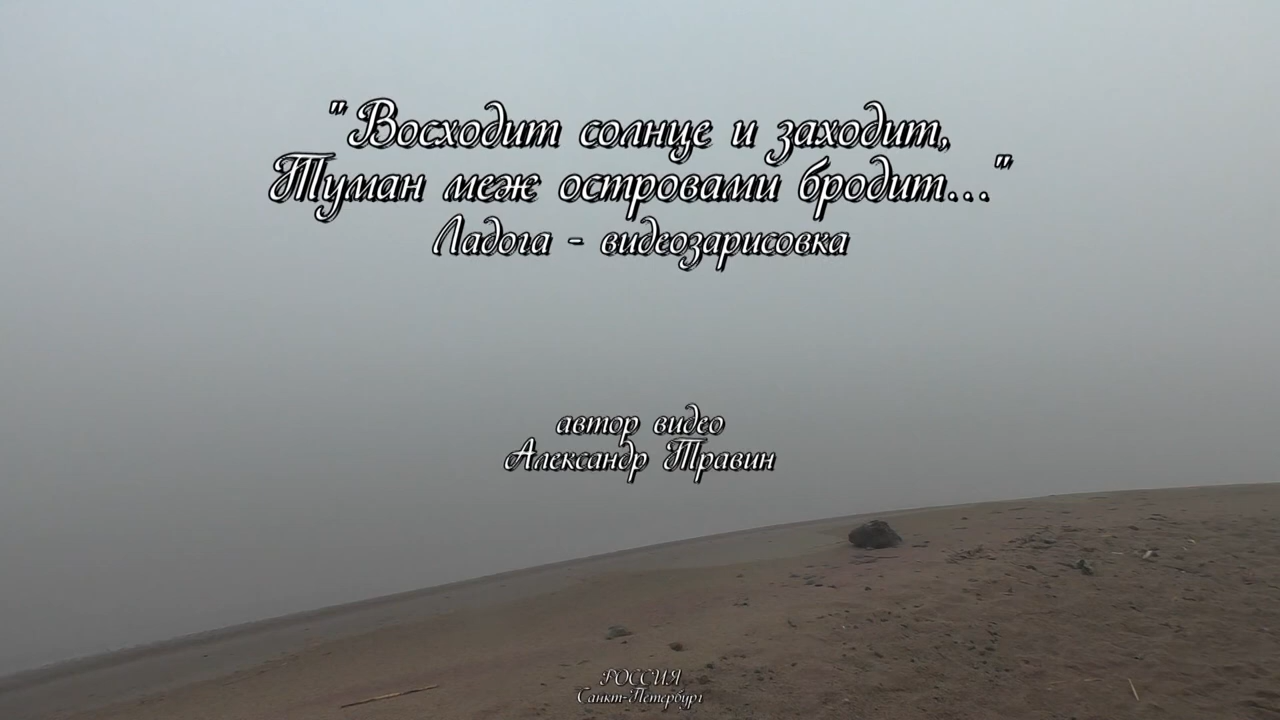 "Восходит солнце и заходит,
Туман меж островами бродит..."
Ладога - видеозарисовка
автор видео
Александр Травин
РОССИЯ
Санкт-Петербург